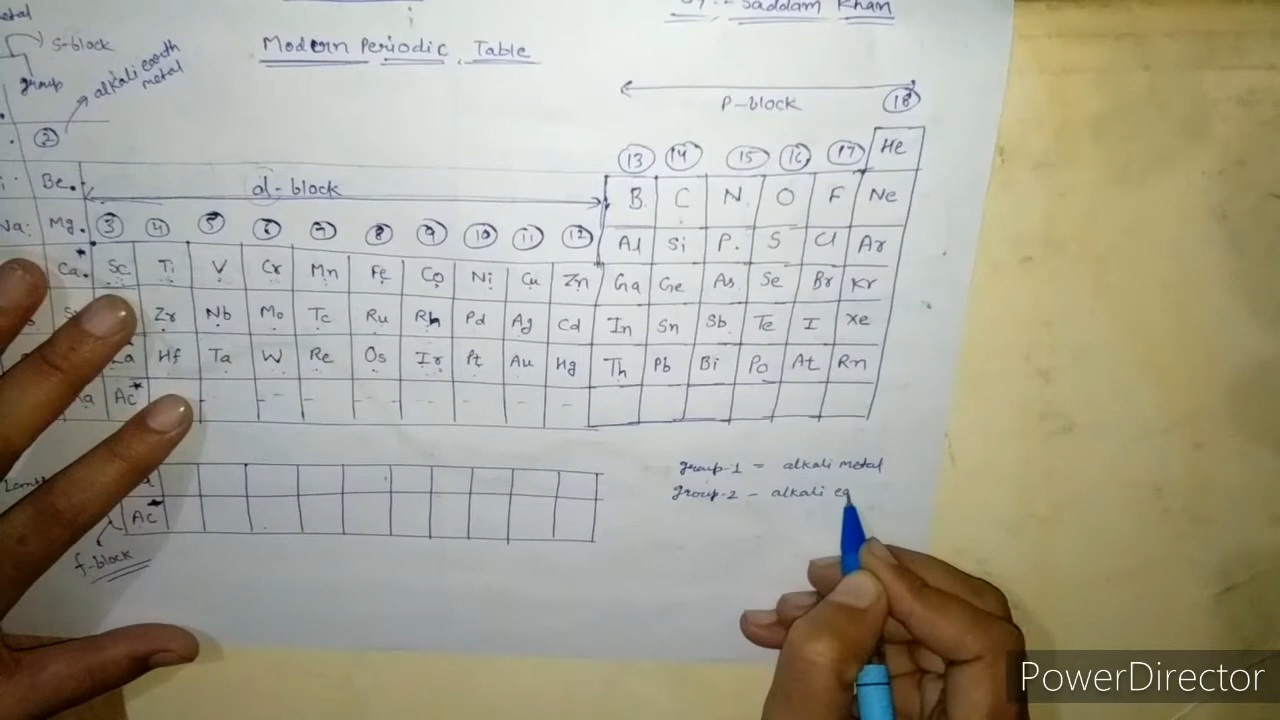 Saddam Khan
Modern Periodic Table
s-block
group
alkali earth
metal
P-block
18
2
13 14 15 16 17 He
Be. d-block B. C N. O F Ne
Na: Mg. 3 4 5 6 7 8 9 10 11 12 Al Si P. S Cl Ar
Ca* Sc Ti V Cr Mn Fe Co Ni Cu Zn Ga Ge As Se Br Kr
Zr Nb Mo Tc Ru Rh Pd Ag Cd In Sn Sb Te I Xe
Hf Ta W Re Os Ir Pt Au Hg Th Pb Bi Po At Rn
Ac*
group-1 = alkali metal
group-2 - alkali ea
Ac*
f-block
PowerDirector